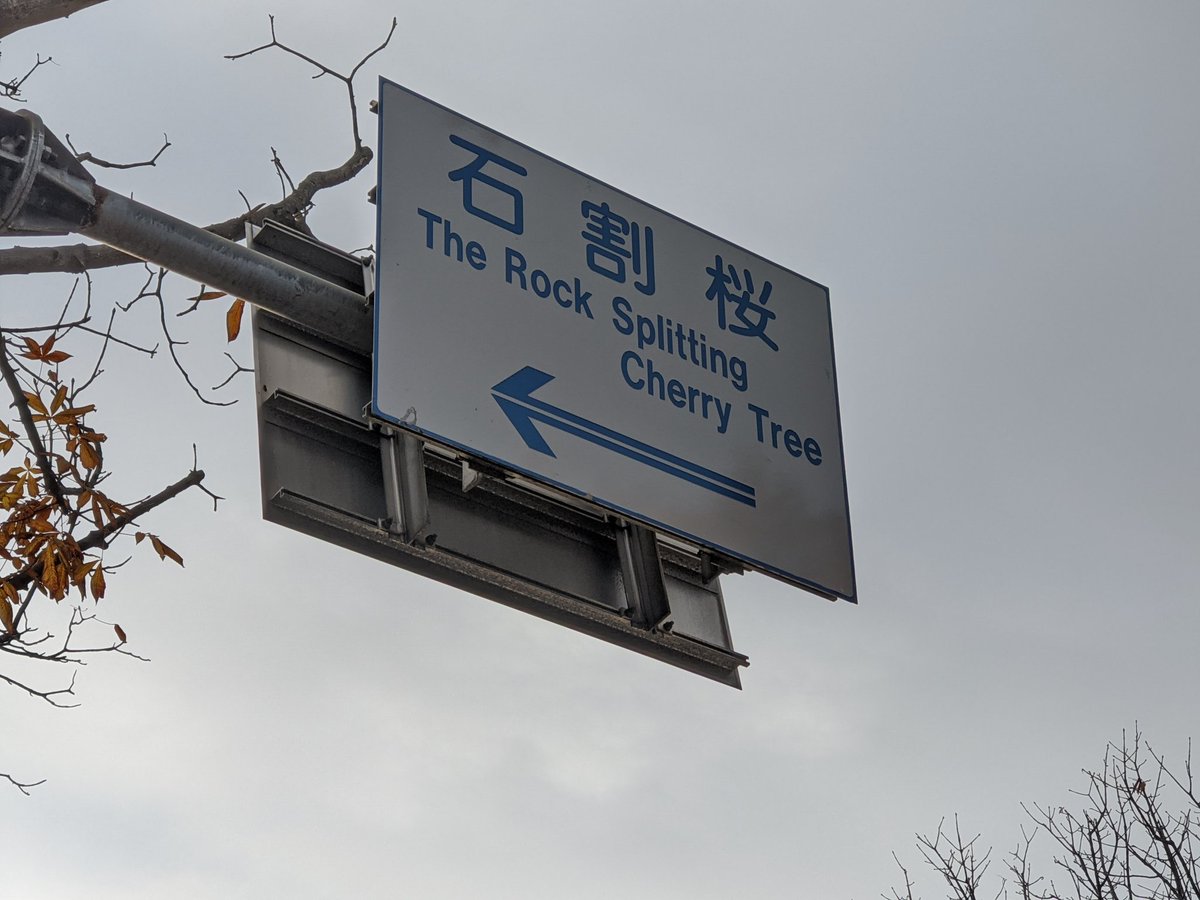 石割桜
The Rock Splitting
Cherry Tree